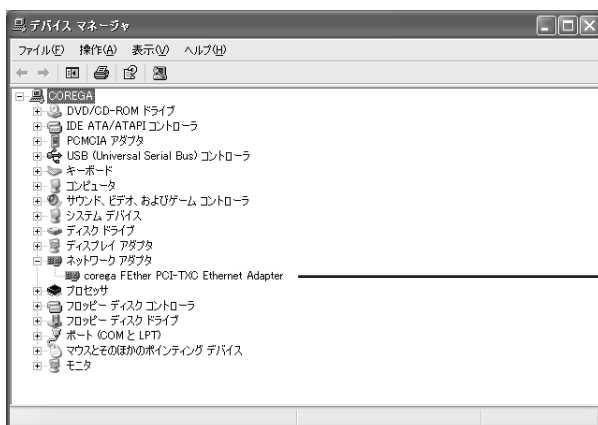 デバイス マネージャ
ファイル(F) 操作(A) 表示(V) ヘルプ(H)
COREGA
DVD/CD-ROM ドライブ
IDE ATA/ATAPI コントローラ
PCMCIA アダプタ
USB (Universal Serial Bus) コントローラ
キーボード
コンピュータ
サウンド、ビデオ、およびゲーム コントローラ
システム デバイス
ディスク ドライブ
ディスプレイ アダプタ
ネットワーク アダプタ
corega FEther PCI-TXC Ethernet Adapter
プロセッサ
フロッピー ディスク コントローラ
フロッピー ディスク ドライブ
ポート (COM と LPT)
マウスとそのほかのポインティング デバイス
モニタ